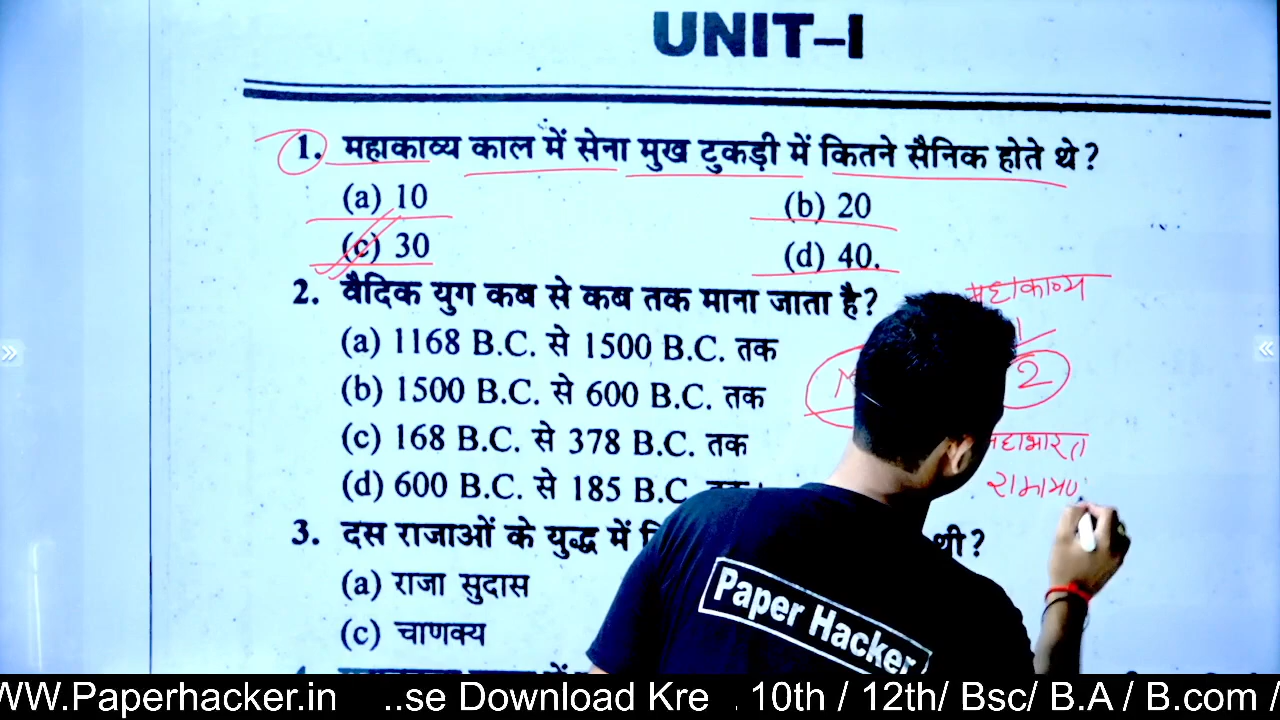 UNIT–I
1. महाकाव्य काल में सेना मुख टुकड़ी में कितने सैनिक होते थे?
(a) 10 (b) 20
(c) 30 (d) 40.
2. वैदिक युग कब से कब तक माना जाता है?
महाकाव्य
(a) 1168 B.C. से 1500 B.C. तक
2
(b) 1500 B.C. से 600 B.C. तक
(c) 168 B.C. से 378 B.C. तक
(d) 600 B.C. से 185 B.C.
3. दस राजाओं के युद्ध में थी?
(a) राजा सुदास
(c) चाणक्य
Paper Hacker
WW.Paperhacker.in ..se Download Kre . 10th / 12th/ Bsc/ B.A / B.com /